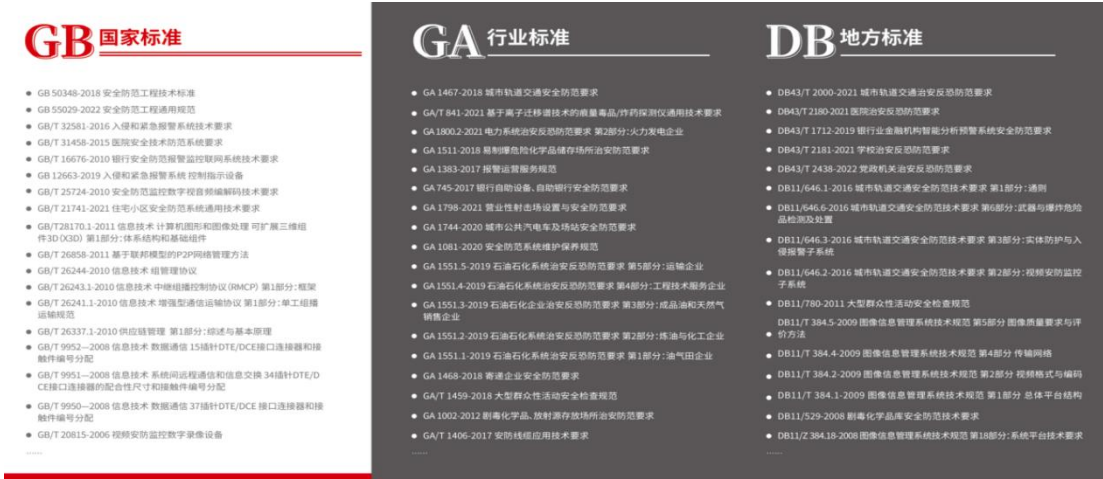 GB 国家标准
GB 50348-2018 安全防范工程技术标准
GB 55029-2022 安全防范工程通用规范
GB/T 32581-2016 入侵和紧急报警系统技术要求
GB/T 31458-2015 医院安全技术防范系统要求
GB/T 16676-2010 银行安全防范报警监控联网系统技术要求
GB 12663-2019 入侵和紧急报警系统 控制指示设备
GB/T 25724-2010 安全防范监控数字视音频编解码技术要求
GB/T 21741-2021 住宅小区安全防范系统通用技术要求
GB/T28170.1-2011 信息技术 计算机图形和图像处理 可扩展三维组
件3D(X3D) 第1部分:体系结构和基础组件
GB/T 26858-2011 基于联邦模型的P2P网络管理方法
GB/T 26244-2010 信息技术 组管理协议
GB/T 26243.1-2010 信息技术 中继组播控制协议(RMCP) 第1部分:框架
GB/T 26241.1-2010 信息技术 增强型通信运输协议 第1部分:单工组播
运输规范
GB/T 26337.1-2010 供应链管理 第1部分:综述与基本原理
GB/T 9952—2008 信息技术 数据通信 15插针DTE/DCE接口连接器和接
触件编号分配
GB/T 9951—2008 信息技术 系统间远程通信和信息交换 34插针DTE/D
CE接口连接器的配合性尺寸和接触件编号分配
GB/T 9950—2008 信息技术 数据通信 37插针DTE/DCE 接口连接器和接
触件编号分配
GB/T 20815-2006 视频安防监控数字录像设备
......
GA 行业标准
GA 1467-2018 城市轨道交通安全防范要求
GA/T 841-2021 基于离子迁移谱技术的痕量毒品/炸药探测仪通用技术要求
GA 1800.2-2021 电力系统治安反恐防范要求 第2部分:火力发电企业
GA 1511-2018 易制爆危险化学品储存场所治安防范要求
GA 1383-2017 报警运营服务规范
GA 745-2017 银行自助设备、自助银行安全防范要求
GA 1798-2021 营业性射击场设置与安全防范要求
GA 1744-2020 城市公共汽电车及场站安全防范要求
GA 1081-2020 安全防范系统维护保养规范
GA 1551.5-2019 石油石化系统治安反恐防范要求 第5部分:运输企业
GA 1551.4-2019 石油石化系统治安反恐防范要求 第4部分:工程技术服务企业
GA 1551.3-2019 石油石化企业治安反恐防范要求 第3部分:成品油和天然气
销售企业
GA 1551.2-2019 石油石化系统治安反恐防范要求 第2部分:炼油与化工企业
GA 1551.1-2019 石油石化系统治安反恐防范要求 第1部分:油气田企业
GA 1468-2018 寄递企业安全防范要求
GA/T 1459-2018 大型群众性活动安全检查规范
GA 1002-2012 剧毒化学品、放射源存放场所治安防范要求
GA/T 1406-2017 安防线缆应用技术要求
......
DB 地方标准
DB43/T 2000-2021 城市轨道交通治安反恐防范要求
DB43/T 2180-2021 医院治安反恐防范要求
DB43/T 1712-2019 银行业金融机构智能分析预警系统安全防范要求
DB43/T 2181-2021 学校治安反恐防范要求
DB43/T 2438-2022 党政机关治安反恐防范要求
DB11/646.1-2016 城市轨道交通安全防范技术要求 第1部分:通则
DB11/646.6-2016 城市轨道交通安全防范技术要求 第6部分:武器与爆炸危险
品检测及处置
DB11/646.3-2016 城市轨道交通安全防范技术要求 第3部分:实体防护与入
侵报警子系统
DB11/646.2-2016 城市轨道交通安全防范技术要求 第2部分:视频安防监控
子系统
DB11/780-2011 大型群众性活动安全检查规范
DB11/T 384.5-2009 图像信息管理系统技术规范 第5部分 图像质量要求与评
价方法
DB11/T 384.4-2009 图像信息管理系统技术规范 第4部分 传输网络
DB11/T 384.2-2009 图像信息管理系统技术规范 第2部分 视频格式与编码
DB11/T 384.1-2009 图像信息管理系统技术规范 第1部分 总体平台结构
DB11/529-2008 剧毒化学品库安全防范技术要求
DB11/Z 384.18-2008 图像信息管理系统技术规范 第18部分:系统平台技术要求
......